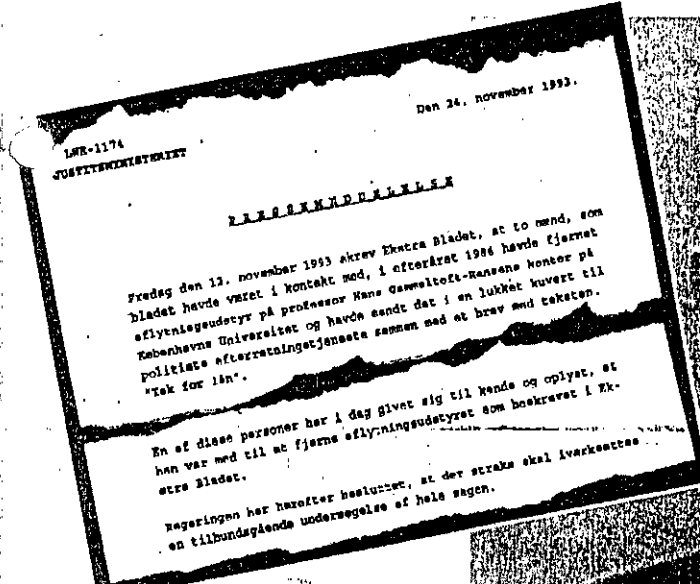 Den 24. november 1993.
LWR-1174
JUSTITSMINISTERIET
PRESSEMEDDELELSE
Fredag den 12. november 1993 skrev Ekstra Bladet, at to mænd, som
bladet havde været i kontakt med, i efteråret 1986 havde fjernet
aflytningsudstyr på professor Hans Gammeltoft-Hansens kontor på
Københavns Universitet og havde sendt det i en lukket kuvert til
politiets efterretningstjeneste sammen med et brev med teksten.
"Tak for lån".
En af disse personer har i dag givet sig til kende og oplyst, at
han var med til at fjerne aflytningsudstyret som beskrevet i Ek-
stra Bladet.
Regeringen har herefter besluttet, at der straks skal iværksættes
en tilbundsgående undersøgelse af hele sagen.